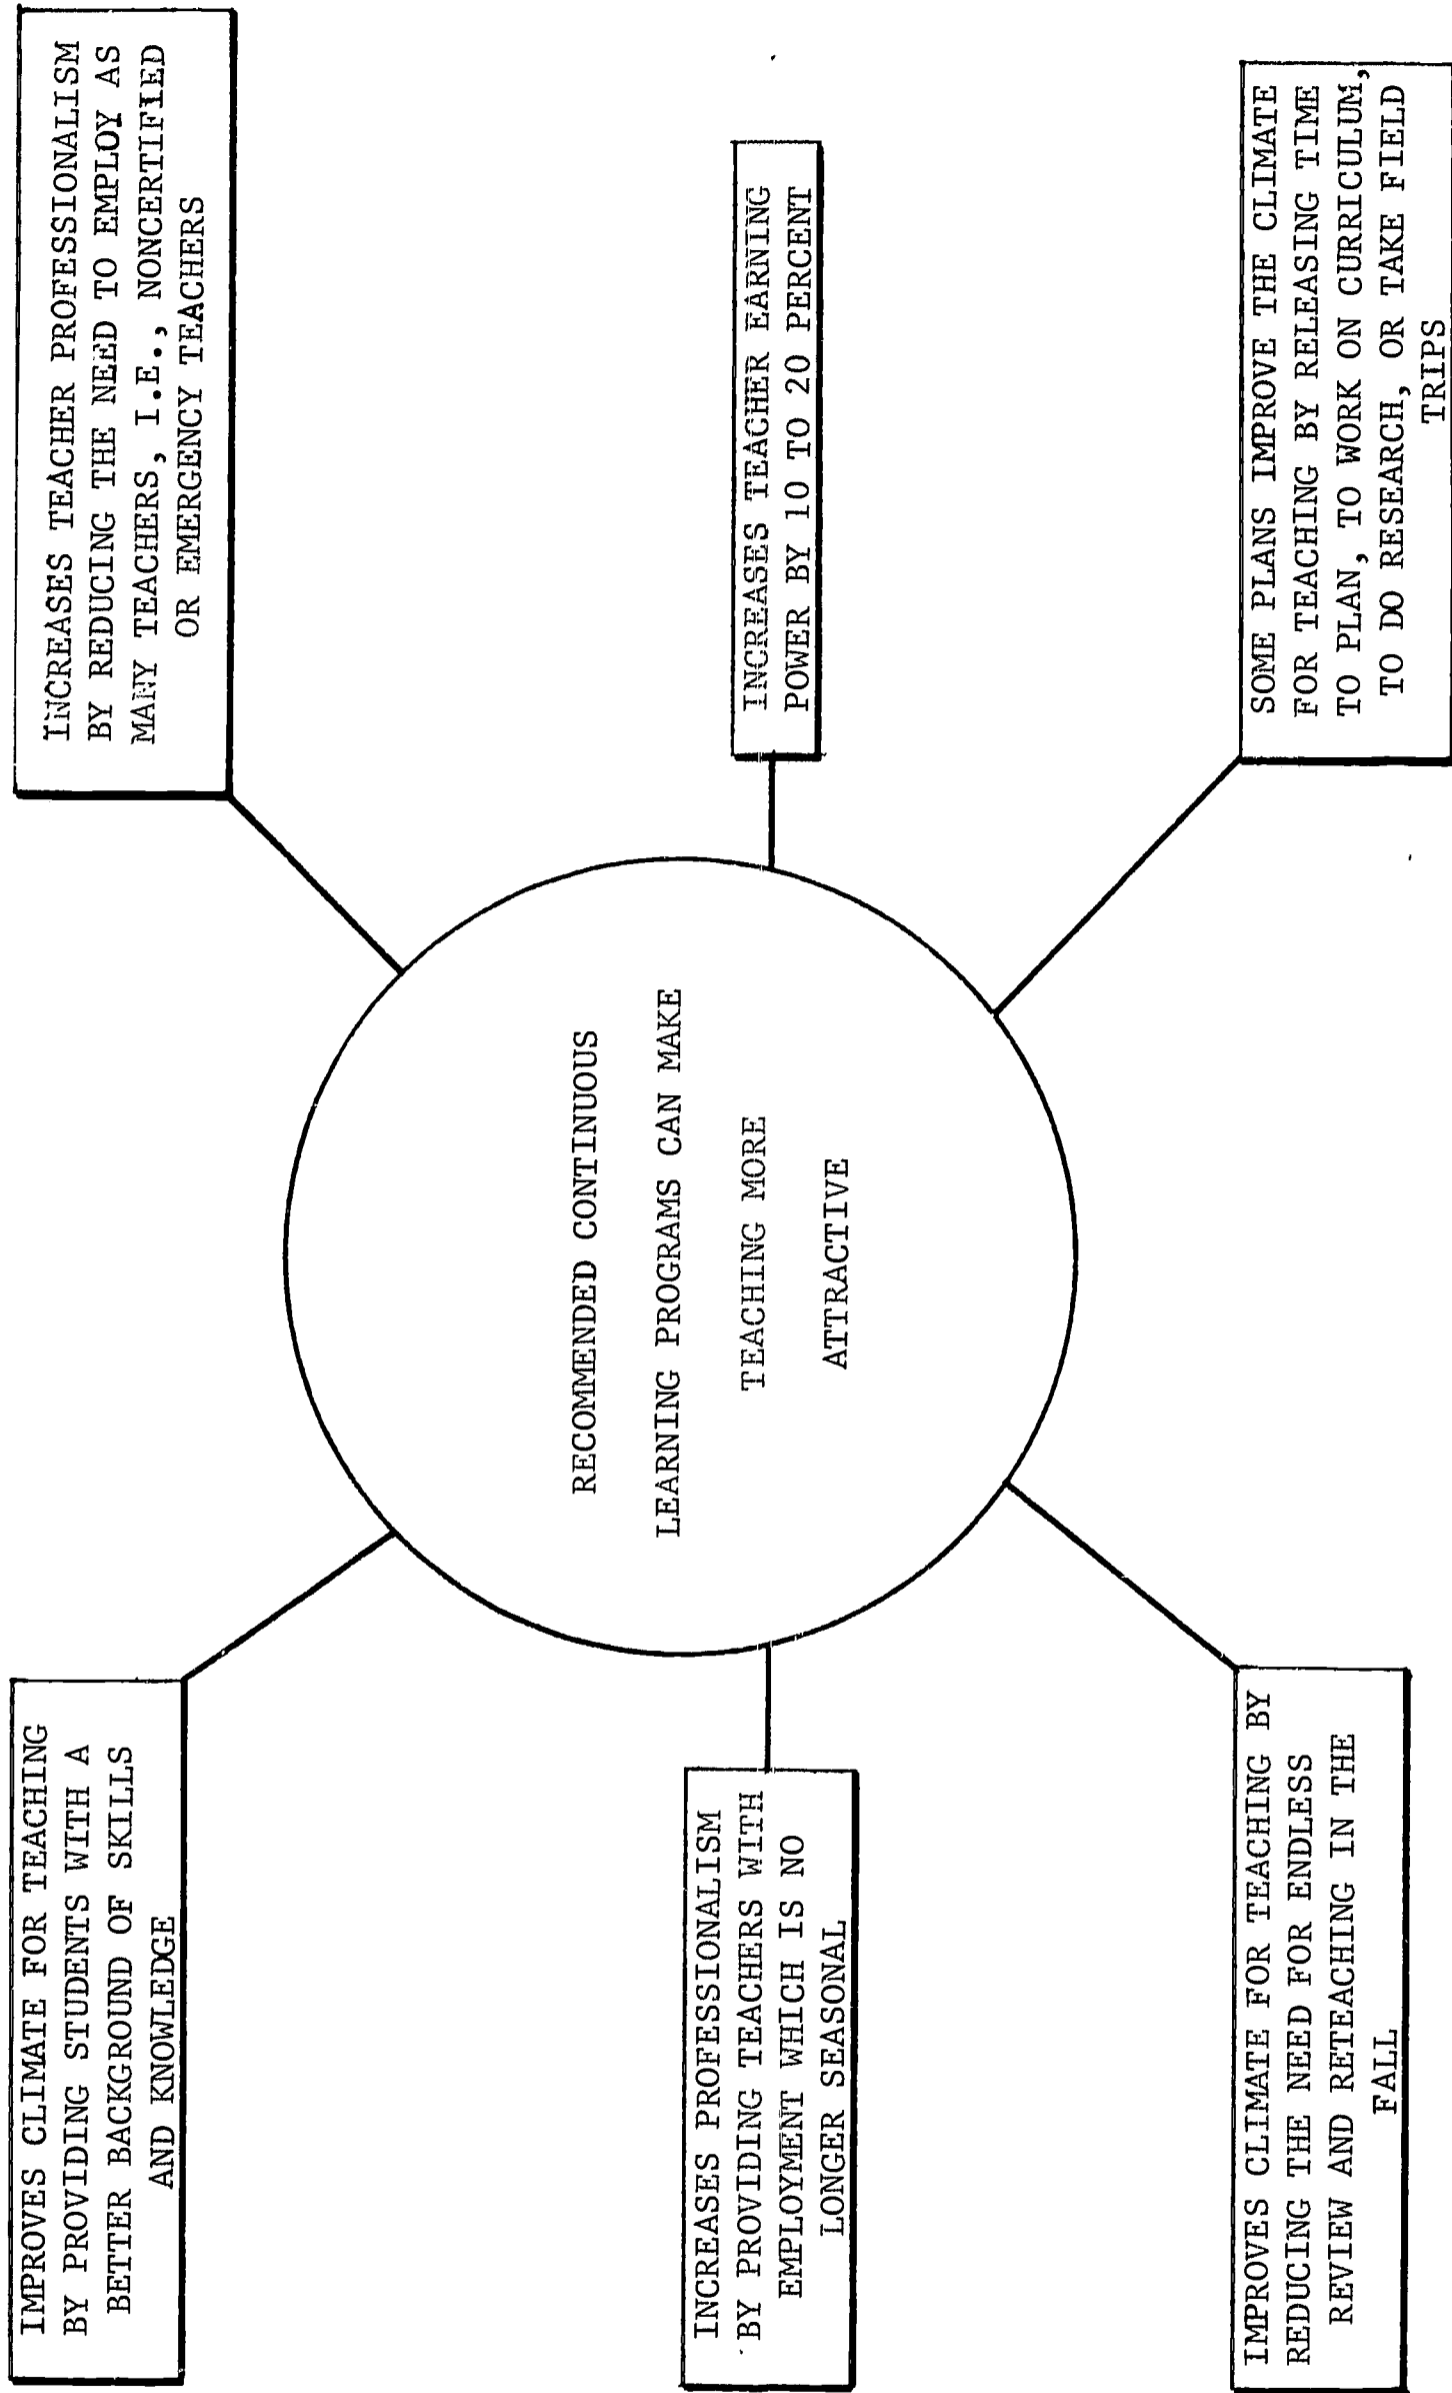 IMPROVES CLIMATE FOR TEACHING
BY PROVIDING STUDENTS WITH A
BETTER BACKGROUND OF SKILLS
AND KNOWLEDGE
INCREASES TEACHER PROFESSIONALISM
BY REDUCING THE NEED TO EMPLOY AS
MANY TEACHERS, I.E., NONCERTIFIED
OR EMERGENCY TEACHERS
RECOMMENDED CONTINUOUS
LEARNING PROGRAMS CAN MAKE
TEACHING MORE
ATTRACTIVE
INCREASES PROFESSIONALISM
BY PROVIDING TEACHERS WITH
EMPLOYMENT WHICH IS NO
LONGER SEASONAL
INCREASES TEACHER EARNING
POWER BY 10 TO 20 PERCENT
IMPROVES CLIMATE FOR TEACHING BY
REDUCING THE NEED FOR ENDLESS
REVIEW AND RETEACHING IN THE
FALL
SOME PLANS IMPROVE THE CLIMATE
FOR TEACHING BY RELEASING TIME
TO PLAN, TO WORK ON CURRICULUM,
TO DO RESEARCH, OR TAKE FIELD
TRIPS